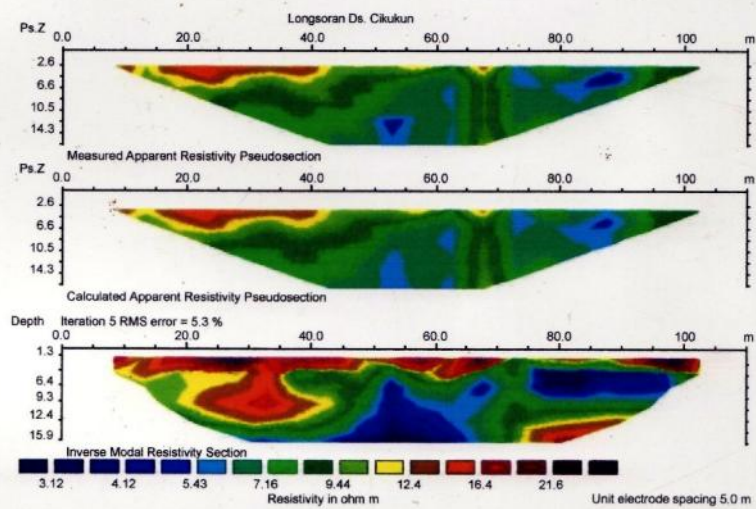 Longsoran Ds. Cikukun
Ps.Z
0.0 20.0 40.0 60.0 80.0 100 m
2.6
6.6
10.5
14.3
Measured Apparent Resistivity Pseudosection
Ps.Z
0.0 20.0 40.0 60.0 80.0 100 m
2.6
6.6
10.5
14.3
Calculated Apparent Resistivity Pseudosection
Depth Iteration 5 RMS error = 5.3 %
0.0 20.0 40.0 60.0 80.0 100 m
1.3
6.4
9.3
12.4
15.9
Inverse Modal Resistivity Section
3.12 4.12 5.43 7.16 9.44 12.4 16.4 21.6
Resistivity in ohm m Unit electrode spacing 5.0 m